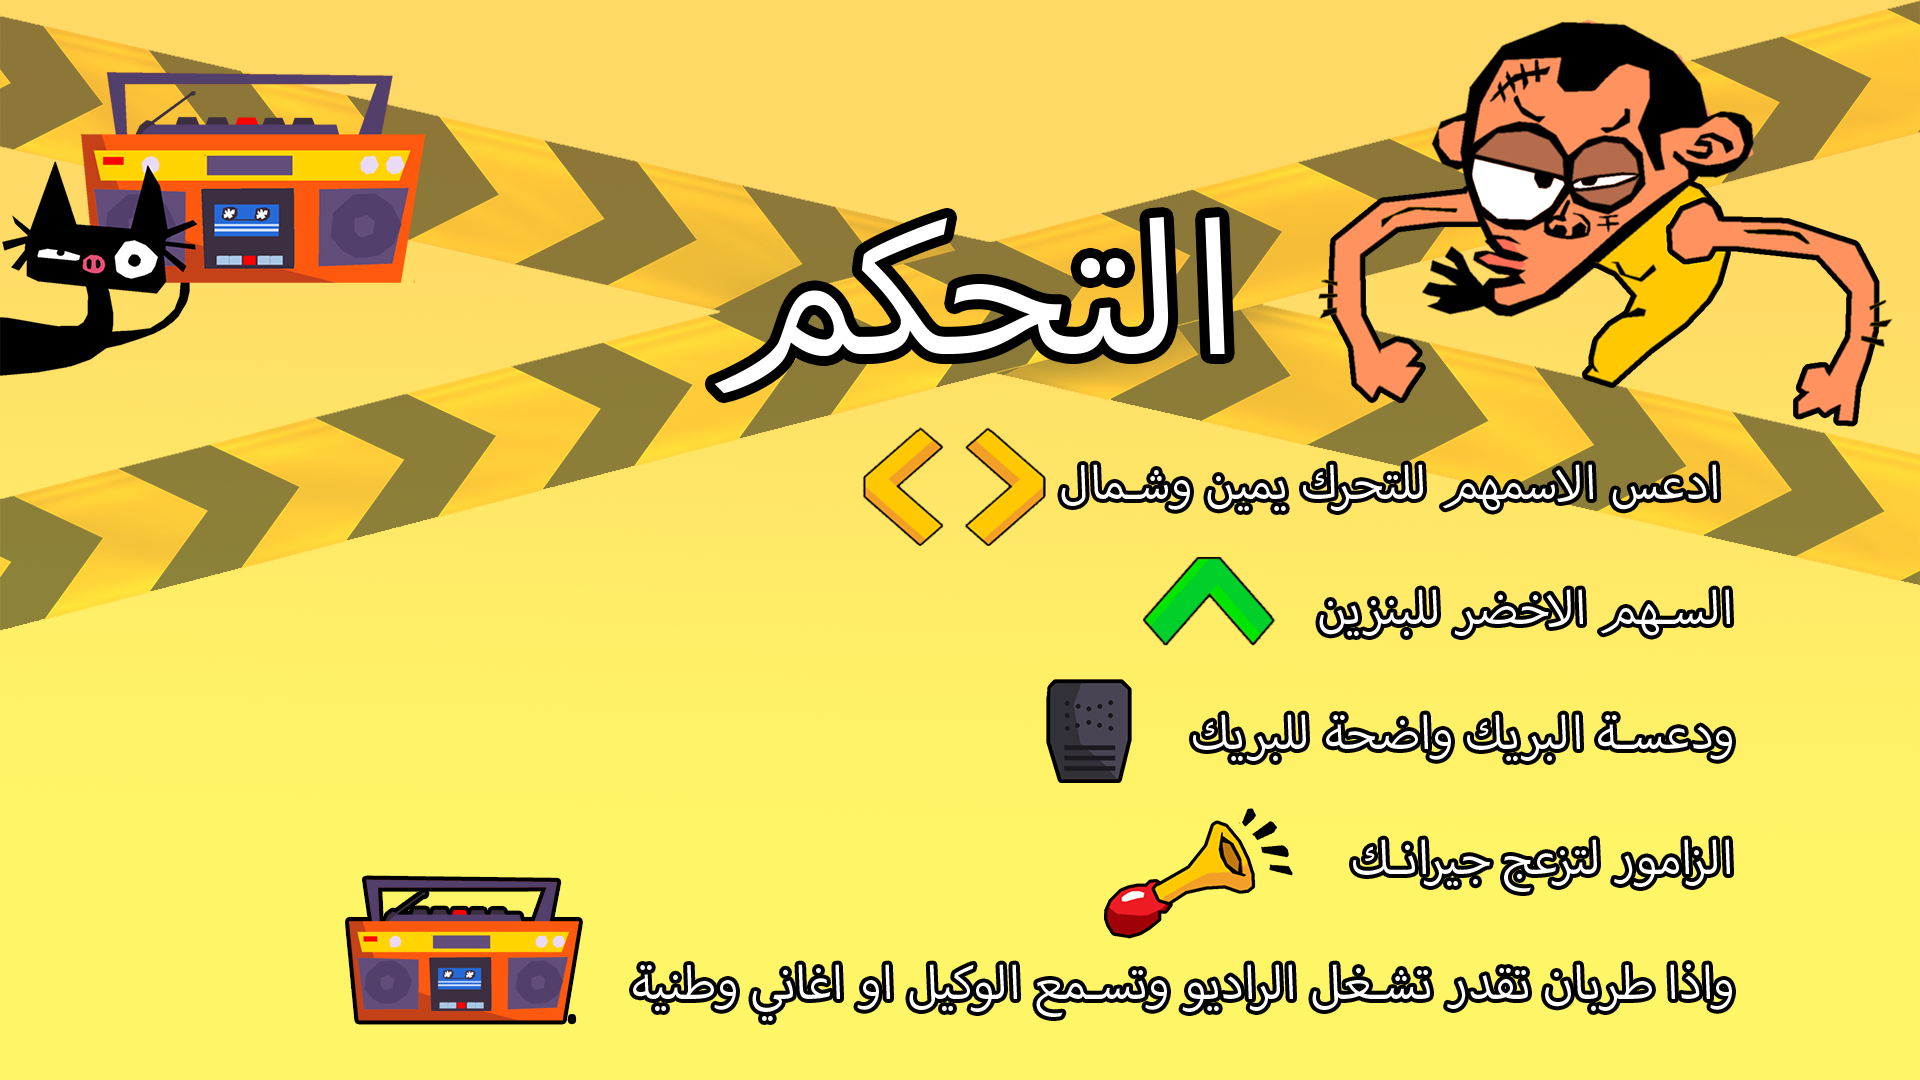 التحكم
ادعس الاسمهم للتحرك يمين وشمال
السهم الاخضر للبنزين
ودعسة البريك واضحة للبريك
الزامور لتزعج جيرانك
واذا طربان تقدر تشغل الراديو وتسمع الوكيل او اغاني وطنية